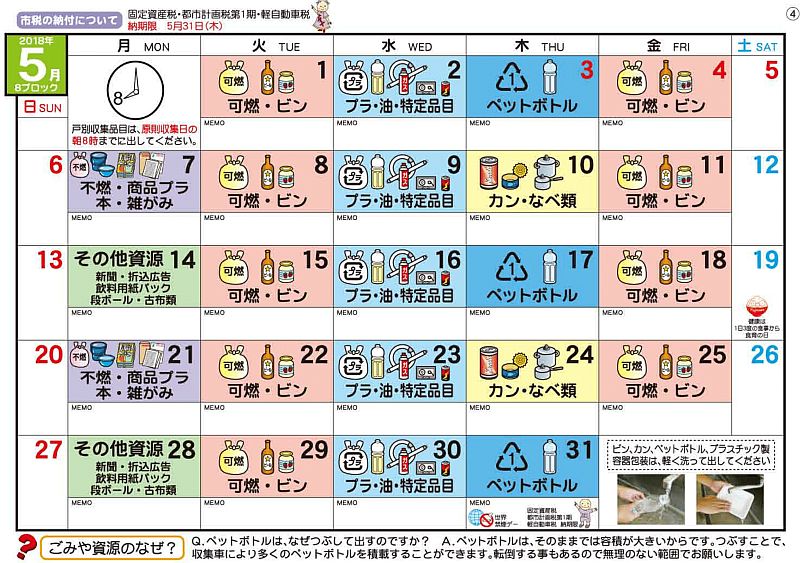 市税の納付について
固定資産税・都市計画税第1期・軽自動車税
納期限 5月31日(木)
④
2018年
5月
8ブロック
月 MON
火 TUE
水 WED
木 THU
金 FRI
土 SAT
日 SUN
8
戸別収集品目は、原則収集日の
朝8時までに出してください。
可燃
1
可燃・ビン
MEMO
プラ
2
プラ・油・特定品目
MEMO
1
3
ペットボトル
MEMO
可燃
4
可燃・ビン
MEMO
5
6
不燃
7
不燃・商品プラ
本・雑がみ
MEMO
可燃
8
可燃・ビン
MEMO
プラ
9
プラ・油・特定品目
MEMO
10
カン・なべ類
MEMO
可燃
11
可燃・ビン
MEMO
12
13
その他資源 14
新聞・折込広告
飲料用紙パック
段ボール・古布類
MEMO
可燃
15
可燃・ビン
MEMO
プラ
16
プラ・油・特定品目
MEMO
1
17
ペットボトル
MEMO
可燃
18
可燃・ビン
MEMO
19
健康は
1日3度の食事から
食育の日
20
不燃
21
不燃・商品プラ
本・雑がみ
MEMO
可燃
22
可燃・ビン
MEMO
プラ
23
プラ・油・特定品目
MEMO
24
カン・なべ類
MEMO
可燃
25
可燃・ビン
MEMO
26
27
その他資源 28
新聞・折込広告
飲料用紙パック
段ボール・古布類
MEMO
可燃
29
可燃・ビン
MEMO
プラ
30
プラ・油・特定品目
MEMO
1
31
ペットボトル
MEMO
世界
禁煙デー
固定資産税
都市計画税第1期
軽自動車税 納期限
ビン、カン、ペットボトル、プラスチック製
容器包装は、軽く洗って出してください
ごみや資源のなぜ?
Q.ペットボトルは、なぜつぶして出すのですか? A.ペットボトルは、そのままでは容積が大きいからです。つぶすことで、
収集車により多くのペットボトルを積載することができます。転倒する事もあるので無理のない範囲でお願いします。